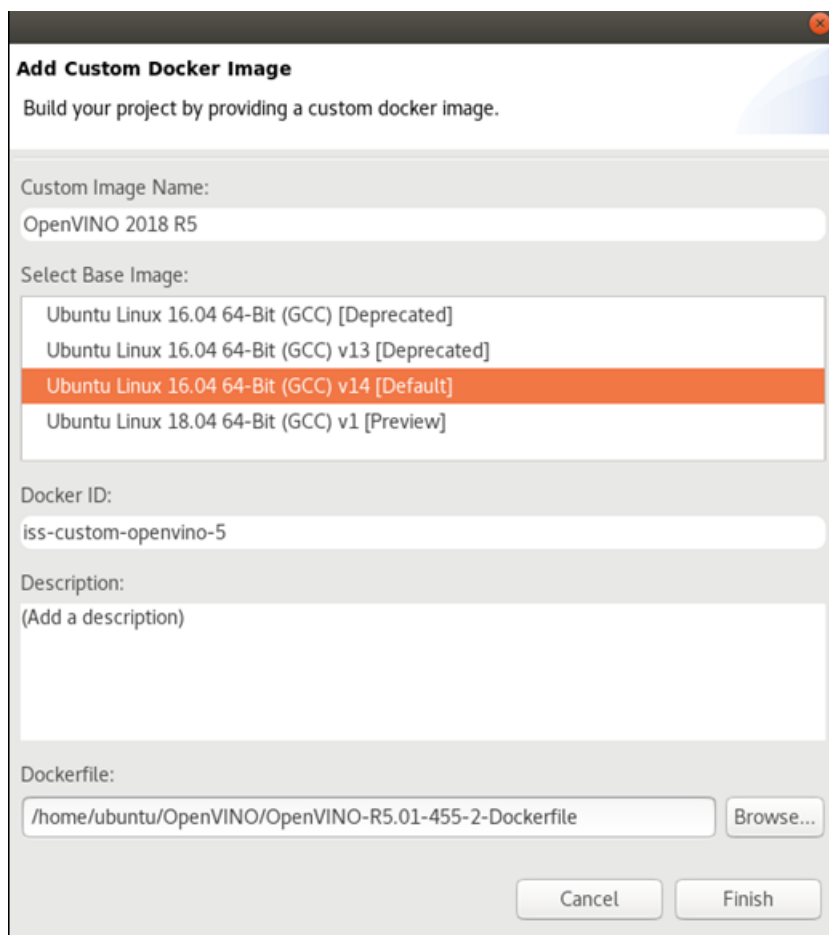 Add Custom Docker Image
Build your project by providing a custom docker image.
Custom Image Name:
OpenVINO 2018 R5
Select Base Image:
Ubuntu Linux 16.04 64-Bit (GCC) [Deprecated]
Ubuntu Linux 16.04 64-Bit (GCC) v13 [Deprecated]
Ubuntu Linux 16.04 64-Bit (GCC) v14 [Default]
Ubuntu Linux 18.04 64-Bit (GCC) v1 [Preview]
Docker ID:
iss-custom-openvino-5
Description:
(Add a description)
Dockerfile:
/home/ubuntu/OpenVINO/OpenVINO-R5.01-455-2-Dockerfile Browse...
Cancel Finish